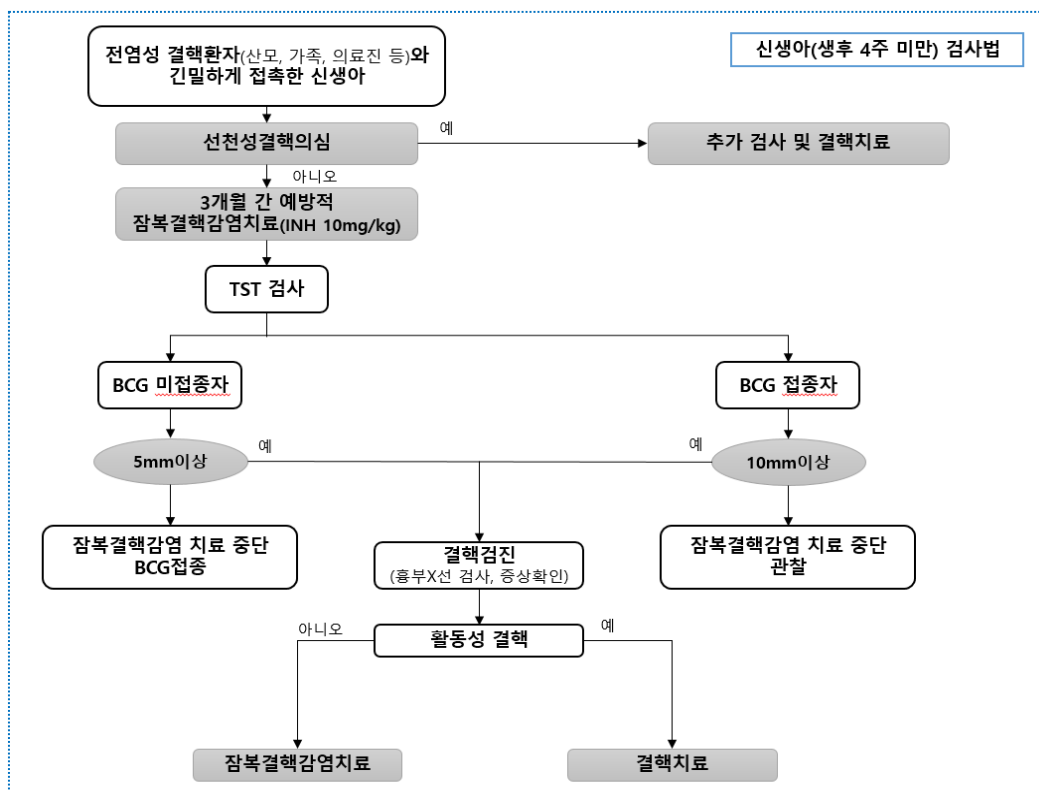 신생아(생후 4주 미만) 검사법
전염성 결핵환자(산모, 가족, 의료진 등)와
긴밀하게 접촉한 신생아
선천성결핵의심
예
추가 검사 및 결핵치료
아니오
3개월 간 예방적
잠복결핵감염치료(INH 10mg/kg)
TST 검사
BCG 미접종자
BCG 접종자
5mm이상
예
예
10mm이상
잠복결핵감염 치료 중단
BCG접종
결핵검진
(흉부X선 검사, 증상확인)
잠복결핵감염 치료 중단
관찰
아니오
활동성 결핵
예
잠복결핵감염치료
결핵치료